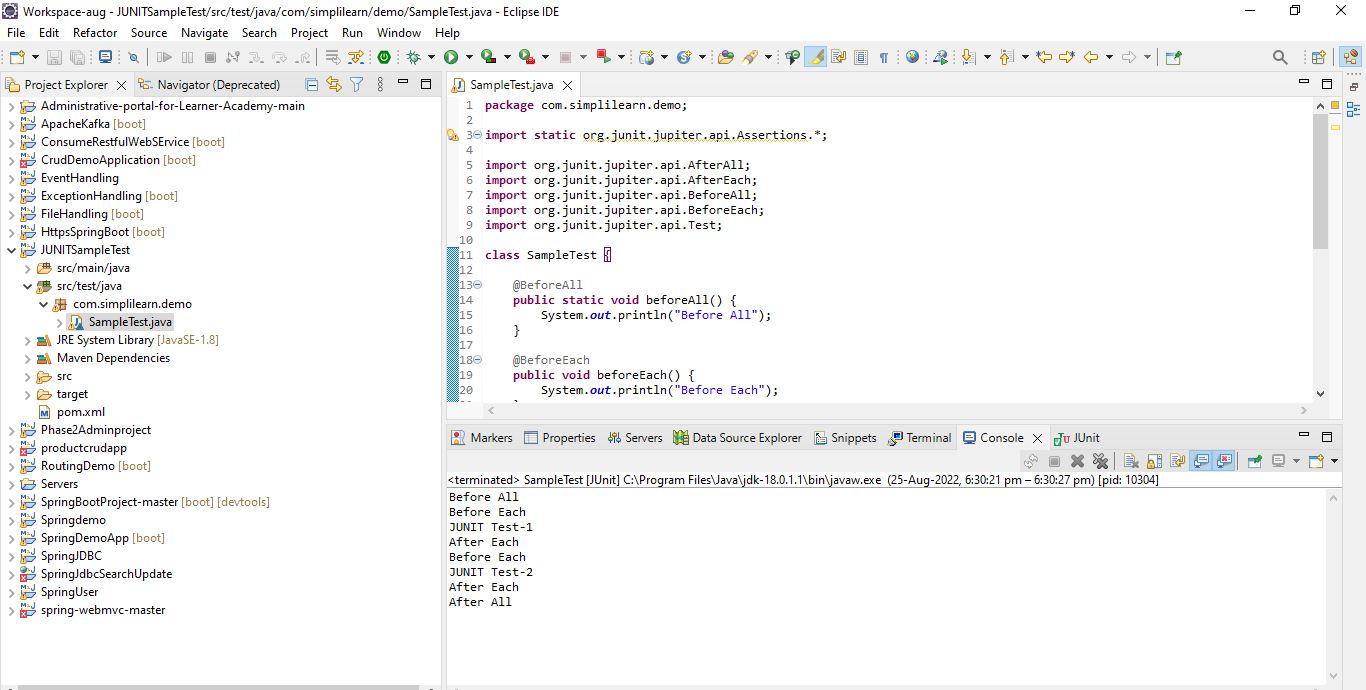 Workspace-aug - JUNITSampleTest/src/test/java/com/simplilearn/demo/SampleTest.java - Eclipse IDE
File Edit Refactor Source Navigate Search Project Run Window Help
Project Explorer Navigator (Deprecated)
Administrative-portal-for-Learner-Academy-main
ApacheKafka [boot]
ConsumeRestfulWebSErvice [boot]
CrudDemoApplication [boot]
EventHandling
ExceptionHandling [boot]
FileHandling [boot]
HttpsSpringBoot [boot]
JUNITSampleTest
src/main/java
src/test/java
com.simplilearn.demo
SampleTest.java
JRE System Library [JavaSE-1.8]
Maven Dependencies
src
target
pom.xml
Phase2Adminproject
productcrudapp
RoutingDemo [boot]
Servers
SpringBootProject-master [boot] [devtools]
Springdemo
SpringDemoApp [boot]
SpringJDBC
SpringJdbcSearchUpdate
SpringUser
spring-webmvc-master
SampleTest.java
1 package com.simplilearn.demo;
2
3 import static org.junit.jupiter.api.Assertions.*;
4
5 import org.junit.jupiter.api.AfterAll;
6 import org.junit.jupiter.api.AfterEach;
7 import org.junit.jupiter.api.BeforeAll;
8 import org.junit.jupiter.api.BeforeEach;
9 import org.junit.jupiter.api.Test;
10
11 class SampleTest {
12
13 @BeforeAll
14 public static void beforeAll() {
15 System.out.println("Before All");
16 }
17
18 @BeforeEach
19 public void beforeEach() {
20 System.out.println("Before Each");
Markers Properties Servers Data Source Explorer Snippets Terminal Console JUnit
<terminated> SampleTest [JUnit] C:\Program Files\Java\jdk-18.0.1.1\bin\javaw.exe (25-Aug-2022, 6:30:21 pm – 6:30:27 pm) [pid: 10304]
Before All
Before Each
JUNIT Test-1
After Each
Before Each
JUNIT Test-2
After Each
After All